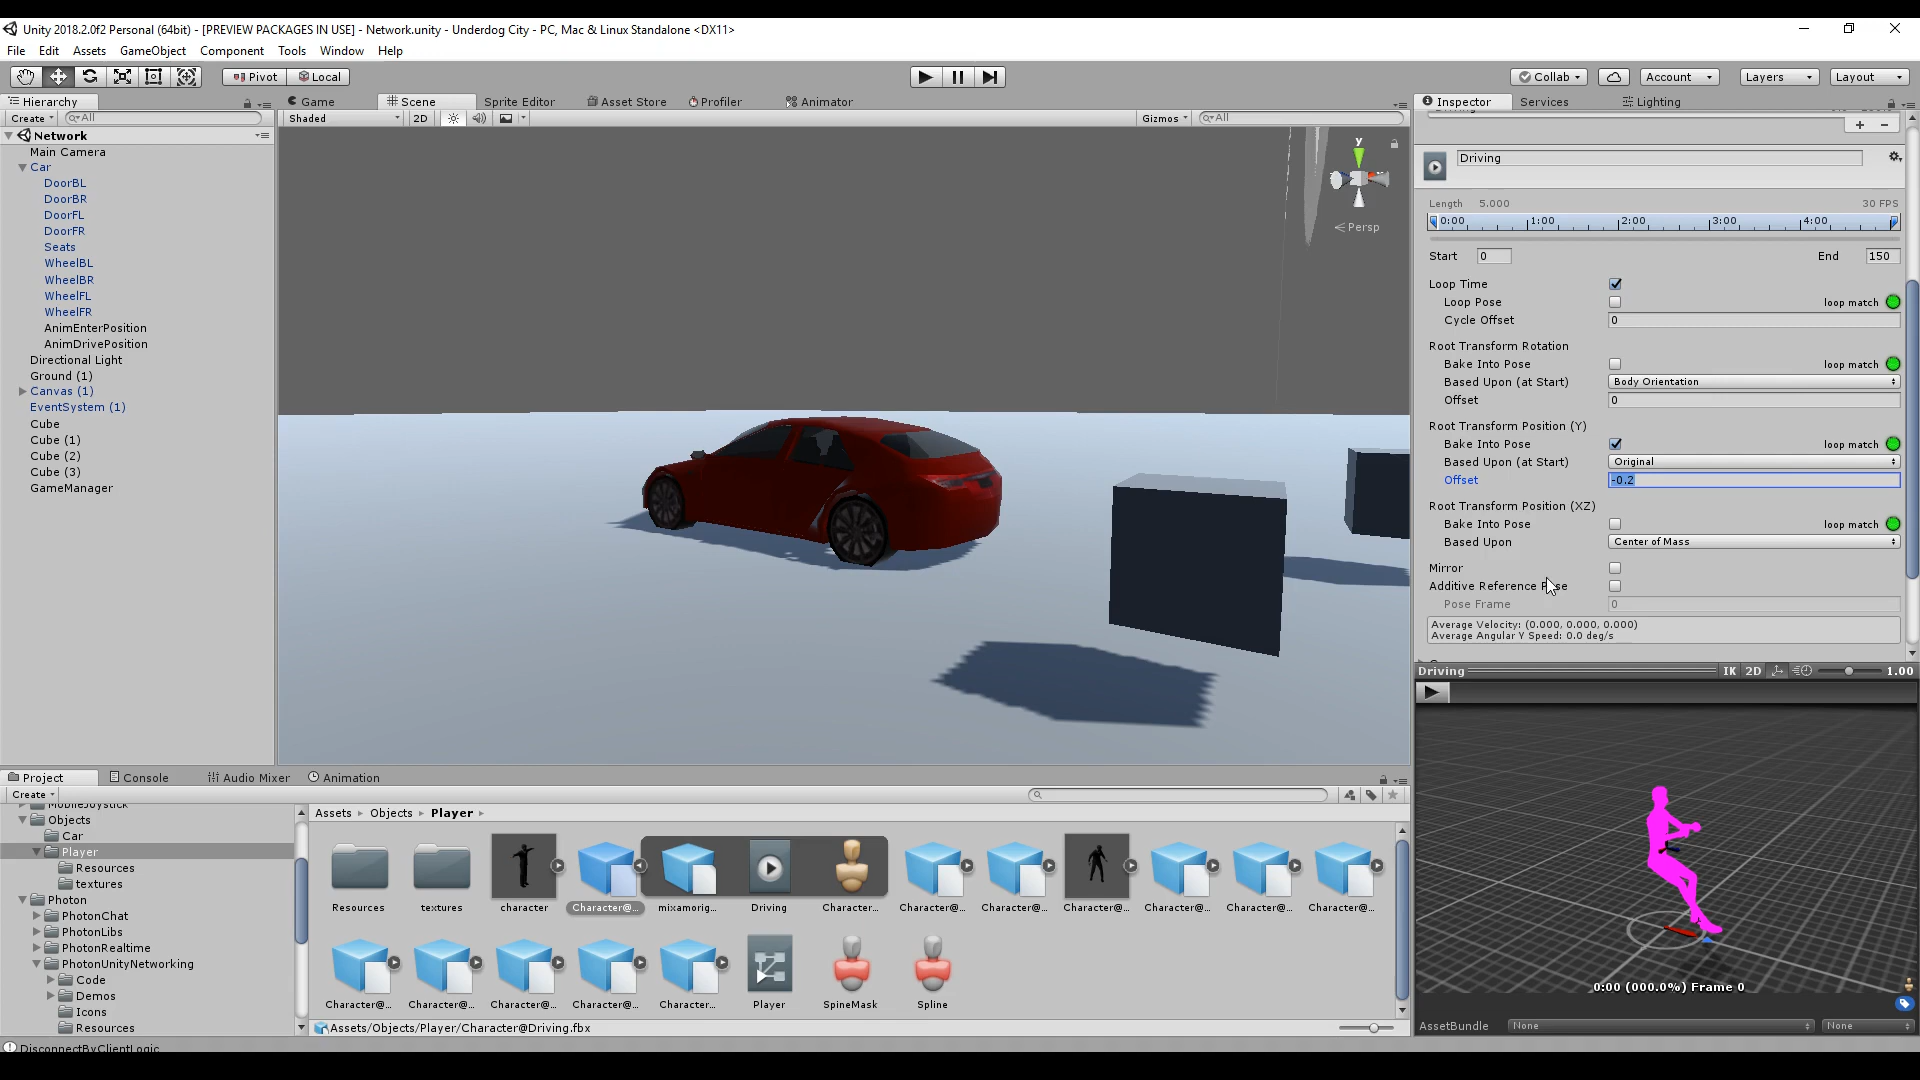 Unity 2018.2.0f2 Personal (64bit) - [PREVIEW PACKAGES IN USE] - Network.unity - Underdog City - PC, Mac & Linux Standalone <DX11>
File Edit Assets GameObject Component Tools Window Help
Pivot Local Collab Account Layers Layout
Hierarchy Game Scene Sprite Editor Asset Store Profiler Animator Inspector Services Lighting
Create All Shaded 2D Gizmos All
Network
Main Camera
Car
DoorBL
DoorBR
DoorFL
DoorFR
Seats
WheelBL
WheelBR
WheelFL
WheelFR
AnimEnterPosition
AnimDrivePosition
Directional Light
Ground (1)
Canvas (1)
EventSystem (1)
Cube
Cube (1)
Cube (2)
Cube (3)
GameManager
y
Persp
Driving
Length 5.000 30 FPS
0:00 1:00 2:00 3:00 4:00
Start 0 End 150
Loop Time
Loop Pose loop match
Cycle Offset 0
Root Transform Rotation
Bake Into Pose loop match
Based Upon (at Start) Body Orientation
Offset 0
Root Transform Position (Y)
Bake Into Pose loop match
Based Upon (at Start) Original
Offset -0.2
Root Transform Position (XZ)
Bake Into Pose loop match
Based Upon Center of Mass
Mirror
Additive Reference Pose
Pose Frame 0
Average Velocity: (0.000, 0.000, 0.000)
Average Angular Y Speed: 0.0 deg/s
Driving IK 2D 1.00
0:00 (000.0%) Frame 0
AssetBundle None None
Project Console Audio Mixer Animation
Create
MobileJoystick
Objects
Car
Player
Resources
textures
Photon
PhotonChat
PhotonLibs
PhotonRealtime
PhotonUnityNetworking
Code
Demos
Icons
Resources
Assets Objects Player
Resources textures character Character@... mixamorig... Driving Character... Character@... Character@... Character@... Character@... Character@... Character@...
Character@... Character@... Character@... Character@... Character... Player SpineMask Spline
Assets/Objects/Player/Character@Driving.fbx
DisconnectByClientLogic